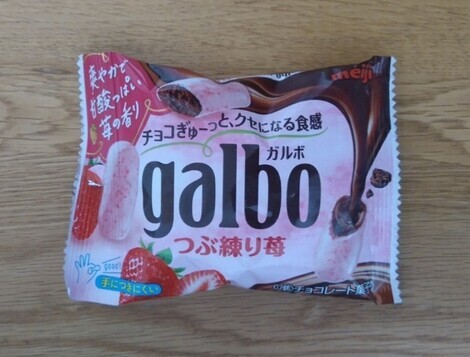 爽やかで
甘酸っぱい
苺の香り
meiji
チョコぎゅーっと、クセになる食感
ガルボ
galbo
つぶ練り苺
good!
手につきにくい
チョコレート菓子